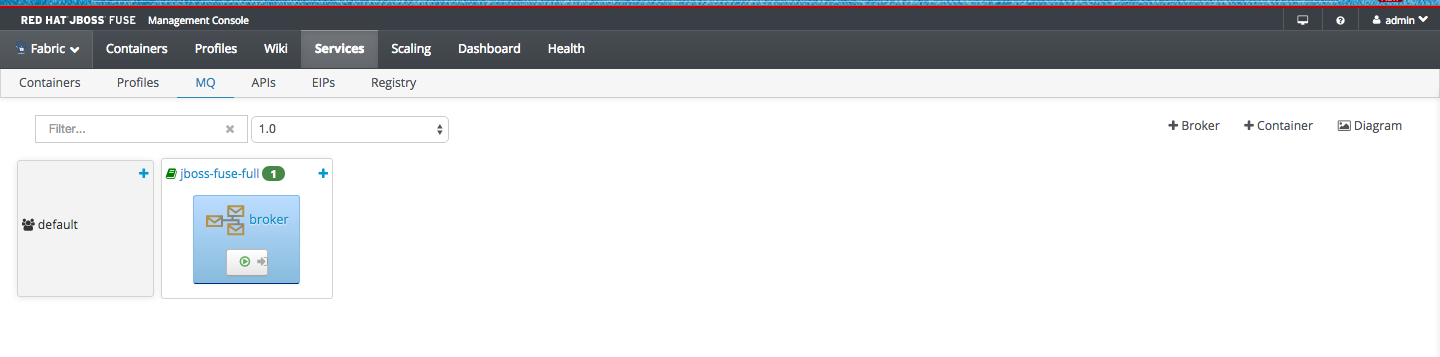 RED HAT JBOSS® FUSE Management Console admin
Fabric Containers Profiles Wiki Services Scaling Dashboard Health
Containers Profiles MQ APIs EIPs Registry
Filter... 1.0 Broker Container Diagram
jboss-fuse-full 1
default
broker